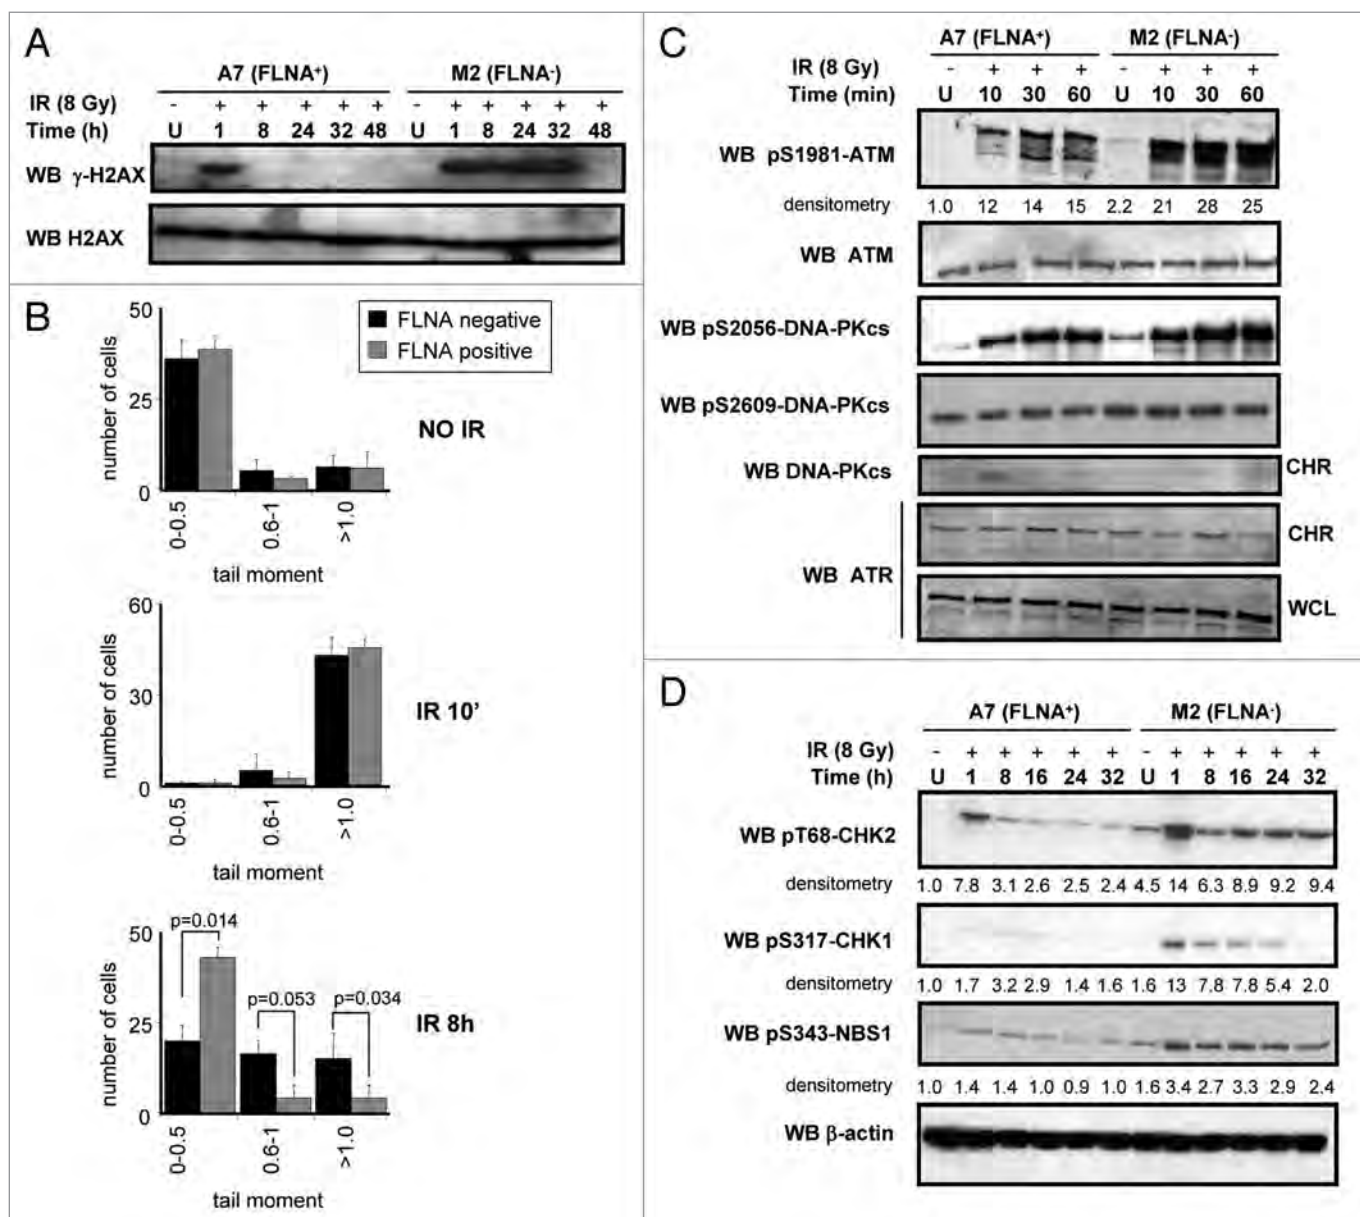 A
A7 (FLNA+) M2 (FLNA-)
IR (8 Gy) - + + + + + - + + + + +
Time (h) U 1 8 24 32 48 U 1 8 24 32 48
WB γ-H2AX
WB H2AX
B
50
25
0
number of cells
FLNA negative
FLNA positive
NO IR
0-0.5 0.6-1 >1.0
tail moment
60
30
0
number of cells
IR 10'
0-0.5 0.6-1 >1.0
tail moment
50
25
0
number of cells
p=0.014
p=0.053
p=0.034
IR 8h
0-0.5 0.6-1 >1.0
tail moment
C
A7 (FLNA+) M2 (FLNA-)
IR (8 Gy) - + + + - + + +
Time (min) U 10 30 60 U 10 30 60
WB pS1981-ATM
densitometry 1.0 12 14 15 2.2 21 28 25
WB ATM
WB pS2056-DNA-PKcs
WB pS2609-DNA-PKcs
WB DNA-PKcs CHR
CHR
WB ATR
WCL
D
A7 (FLNA+) M2 (FLNA-)
IR (8 Gy) - + + + + + - + + + + +
Time (h) U 1 8 16 24 32 U 1 8 16 24 32
WB pT68-CHK2
densitometry 1.0 7.8 3.1 2.6 2.5 2.4 4.5 14 6.3 8.9 9.2 9.4
WB pS317-CHK1
densitometry 1.0 1.7 3.2 2.9 1.4 1.6 1.6 13 7.8 7.8 5.4 2.0
WB pS343-NBS1
densitometry 1.0 1.4 1.4 1.0 0.9 1.0 1.6 3.4 2.7 3.3 2.9 2.4
WB β-actin